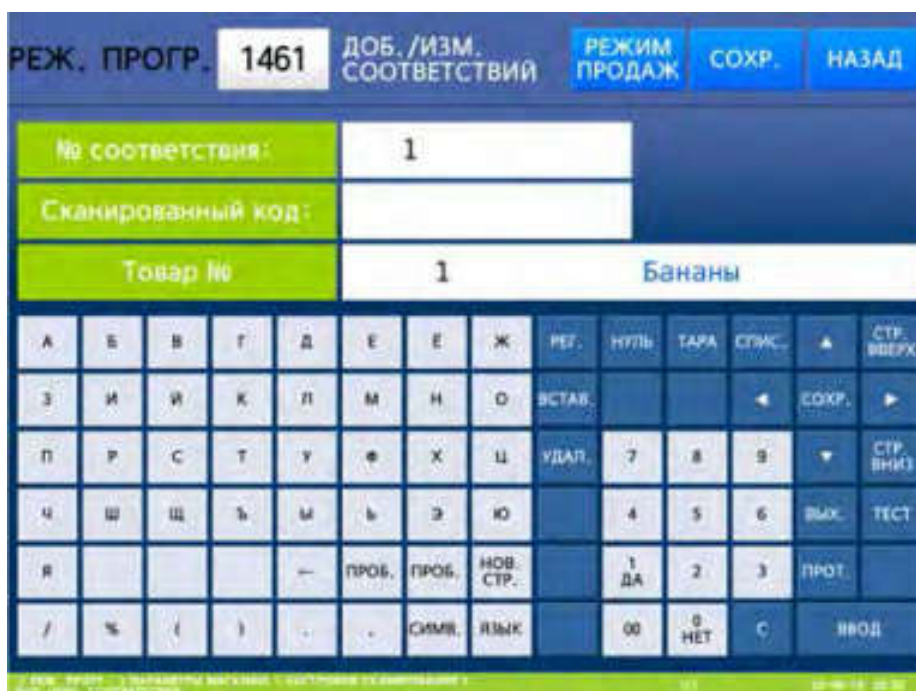 РЕЖ. ПРОГР. 1461 ДОБ./ИЗМ. СООТВЕТСТВИЙ РЕЖИМ ПРОДАЖ СОХР. НАЗАД
№ соответствия: 1
Сканированный код:
Товар № 1 Бананы
А Б В Г Д Е Ё Ж РЕГ. НУЛЬ ТАРА СПИС. ▲ СТР. ВВЕРХ
З И Й К Л М Н О ВСТАВ. ◄ СОХР. ►
П Р С Т У Ф Х Ц УДАЛ. 7 8 9 ▼ СТР. ВНИЗ
Ч Ш Щ Ъ Ы Ь Э Ю 4 5 6 ВЫХ. ТЕСТ
Я ← ПРОБ. ПРОБ. НОВ. СТР. 1 ДА 2 3 ПРОТ.
/ % ( ) СИМВ. ЯЗЫК 00 0 НЕТ С ВВОД